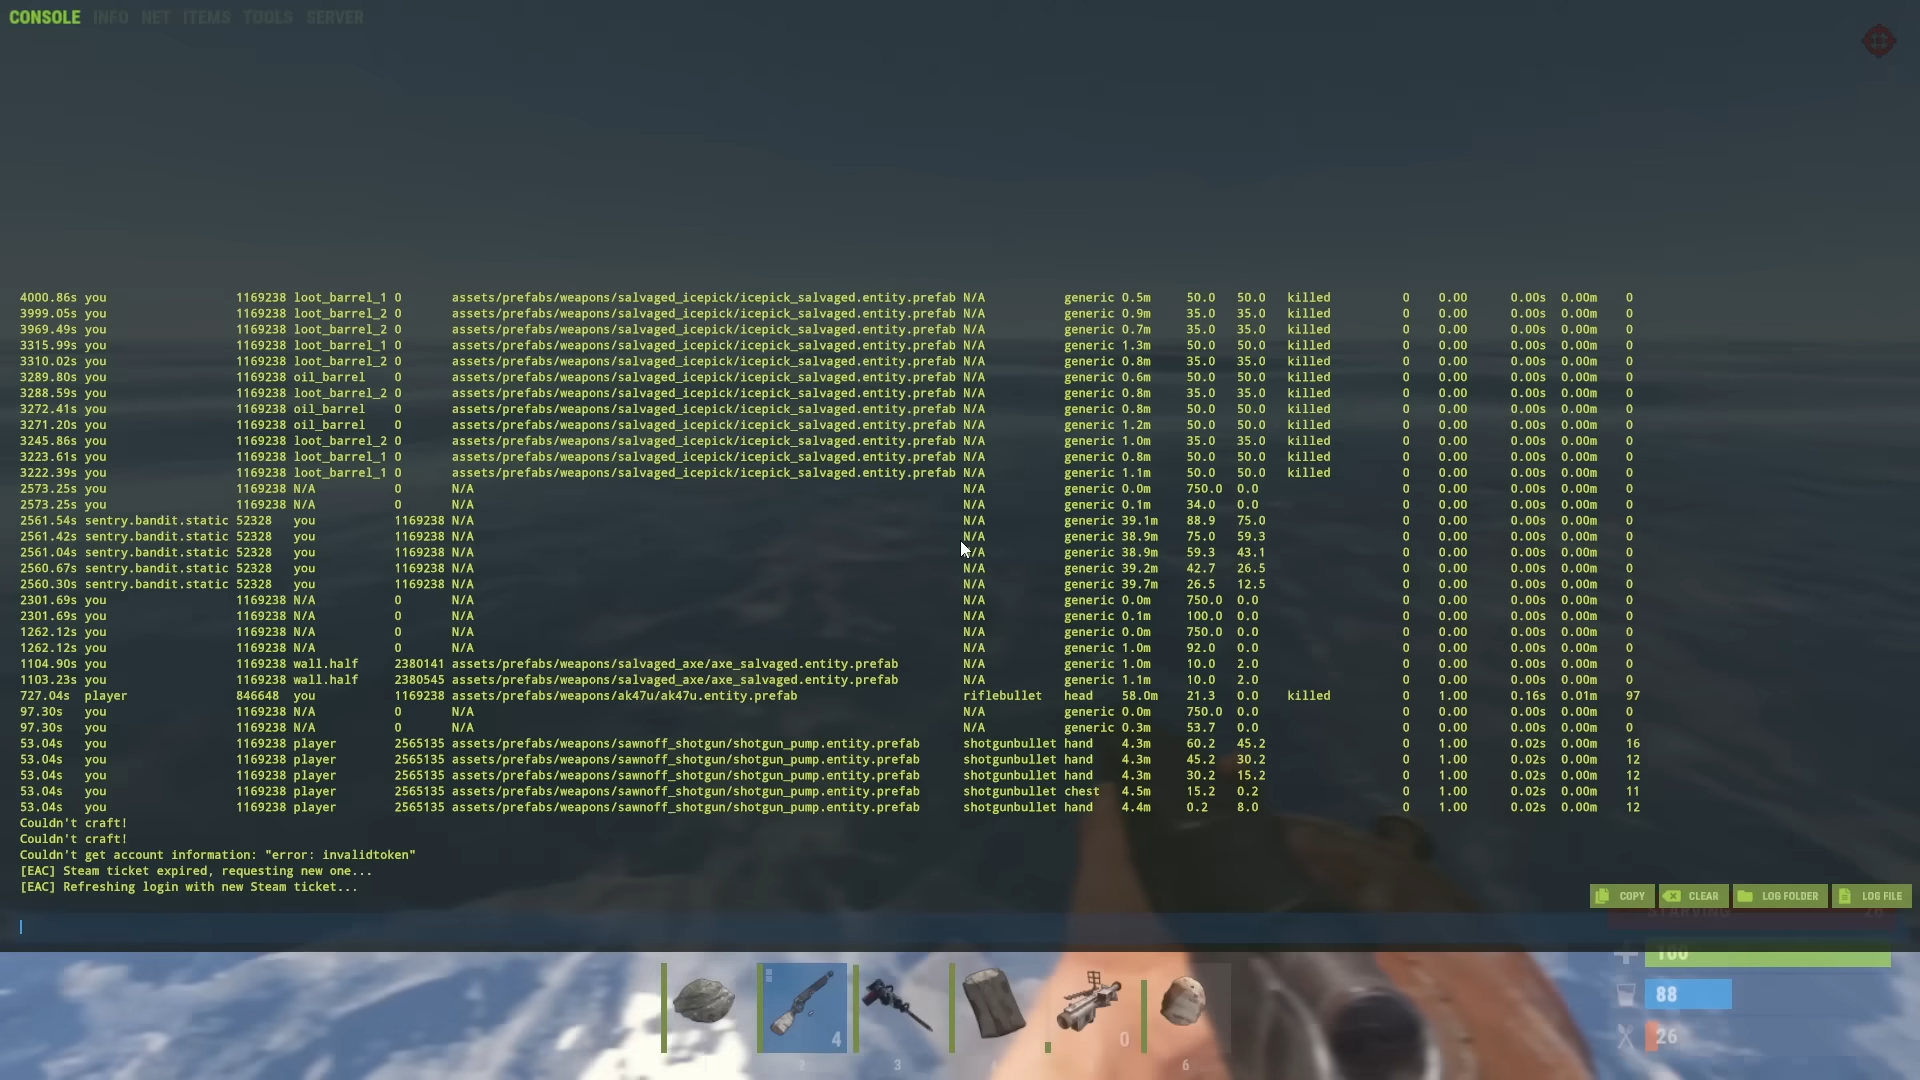 CONSOLE INFO NET ITEMS TOOLS SERVER
4000.86s you 1169238 loot_barrel_1 0 assets/prefabs/weapons/salvaged_icepick/icepick_salvaged.entity.prefab N/A generic 0.5m 50.0 50.0 killed 0 0.00 0.00s 0.00m 0
3999.05s you 1169238 loot_barrel_2 0 assets/prefabs/weapons/salvaged_icepick/icepick_salvaged.entity.prefab N/A generic 0.9m 35.0 35.0 killed 0 0.00 0.00s 0.00m 0
3969.49s you 1169238 loot_barrel_2 0 assets/prefabs/weapons/salvaged_icepick/icepick_salvaged.entity.prefab N/A generic 0.7m 35.0 35.0 killed 0 0.00 0.00s 0.00m 0
3315.99s you 1169238 loot_barrel_1 0 assets/prefabs/weapons/salvaged_icepick/icepick_salvaged.entity.prefab N/A generic 1.3m 50.0 50.0 killed 0 0.00 0.00s 0.00m 0
3310.02s you 1169238 loot_barrel_2 0 assets/prefabs/weapons/salvaged_icepick/icepick_salvaged.entity.prefab N/A generic 0.8m 35.0 35.0 killed 0 0.00 0.00s 0.00m 0
3289.80s you 1169238 oil_barrel 0 assets/prefabs/weapons/salvaged_icepick/icepick_salvaged.entity.prefab N/A generic 0.6m 50.0 50.0 killed 0 0.00 0.00s 0.00m 0
3288.59s you 1169238 loot_barrel_2 0 assets/prefabs/weapons/salvaged_icepick/icepick_salvaged.entity.prefab N/A generic 0.8m 35.0 35.0 killed 0 0.00 0.00s 0.00m 0
3272.41s you 1169238 oil_barrel 0 assets/prefabs/weapons/salvaged_icepick/icepick_salvaged.entity.prefab N/A generic 0.8m 50.0 50.0 killed 0 0.00 0.00s 0.00m 0
3271.20s you 1169238 oil_barrel 0 assets/prefabs/weapons/salvaged_icepick/icepick_salvaged.entity.prefab N/A generic 1.2m 50.0 50.0 killed 0 0.00 0.00s 0.00m 0
3245.86s you 1169238 loot_barrel_2 0 assets/prefabs/weapons/salvaged_icepick/icepick_salvaged.entity.prefab N/A generic 1.0m 35.0 35.0 killed 0 0.00 0.00s 0.00m 0
3223.61s you 1169238 loot_barrel_1 0 assets/prefabs/weapons/salvaged_icepick/icepick_salvaged.entity.prefab N/A generic 0.8m 50.0 50.0 killed 0 0.00 0.00s 0.00m 0
3222.39s you 1169238 loot_barrel_1 0 assets/prefabs/weapons/salvaged_icepick/icepick_salvaged.entity.prefab N/A generic 1.1m 50.0 50.0 killed 0 0.00 0.00s 0.00m 0
2573.25s you 1169238 N/A 0 N/A N/A generic 0.0m 750.0 0.0 0 0.00 0.00s 0.00m 0
2573.25s you 1169238 N/A 0 N/A N/A generic 0.1m 34.0 0.0 0 0.00 0.00s 0.00m 0
2561.54s sentry.bandit.static 52328 you 1169238 N/A N/A generic 39.1m 88.9 75.0 0 0.00 0.00s 0.00m 0
2561.42s sentry.bandit.static 52328 you 1169238 N/A N/A generic 38.9m 75.0 59.3 0 0.00 0.00s 0.00m 0
2561.04s sentry.bandit.static 52328 you 1169238 N/A N/A generic 38.9m 59.3 43.1 0 0.00 0.00s 0.00m 0
2560.67s sentry.bandit.static 52328 you 1169238 N/A N/A generic 39.2m 42.7 26.5 0 0.00 0.00s 0.00m 0
2560.30s sentry.bandit.static 52328 you 1169238 N/A N/A generic 39.7m 26.5 12.5 0 0.00 0.00s 0.00m 0
2301.69s you 1169238 N/A 0 N/A N/A generic 0.0m 750.0 0.0 0 0.00 0.00s 0.00m 0
2301.69s you 1169238 N/A 0 N/A N/A generic 0.1m 100.0 0.0 0 0.00 0.00s 0.00m 0
1262.12s you 1169238 N/A 0 N/A N/A generic 0.0m 750.0 0.0 0 0.00 0.00s 0.00m 0
1262.12s you 1169238 N/A 0 N/A N/A generic 1.0m 92.0 0.0 0 0.00 0.00s 0.00m 0
1104.90s you 1169238 wall.half 2380141 assets/prefabs/weapons/salvaged_axe/axe_salvaged.entity.prefab N/A generic 1.0m 10.0 2.0 0 0.00 0.00s 0.00m 0
1103.23s you 1169238 wall.half 2380545 assets/prefabs/weapons/salvaged_axe/axe_salvaged.entity.prefab N/A generic 1.1m 10.0 2.0 0 0.00 0.00s 0.00m 0
727.04s player 846648 you 1169238 assets/prefabs/weapons/ak47u/ak47u.entity.prefab riflebullet head 58.0m 21.3 0.0 killed 0 1.00 0.16s 0.01m 97
97.30s you 1169238 N/A 0 N/A N/A generic 0.0m 750.0 0.0 0 0.00 0.00s 0.00m 0
97.30s you 1169238 N/A 0 N/A N/A generic 0.3m 53.7 0.0 0 0.00 0.00s 0.00m 0
53.04s you 1169238 player 2565135 assets/prefabs/weapons/sawnoff_shotgun/shotgun_pump.entity.prefab shotgunbullet hand 4.3m 60.2 45.2 0 1.00 0.02s 0.00m 16
53.04s you 1169238 player 2565135 assets/prefabs/weapons/sawnoff_shotgun/shotgun_pump.entity.prefab shotgunbullet hand 4.3m 45.2 30.2 0 1.00 0.02s 0.00m 12
53.04s you 1169238 player 2565135 assets/prefabs/weapons/sawnoff_shotgun/shotgun_pump.entity.prefab shotgunbullet hand 4.3m 30.2 15.2 0 1.00 0.02s 0.00m 12
53.04s you 1169238 player 2565135 assets/prefabs/weapons/sawnoff_shotgun/shotgun_pump.entity.prefab shotgunbullet chest 4.5m 15.2 0.2 0 1.00 0.02s 0.00m 11
53.04s you 1169238 player 2565135 assets/prefabs/weapons/sawnoff_shotgun/shotgun_pump.entity.prefab shotgunbullet hand 4.4m 0.2 8.0 0 1.00 0.02s 0.00m 12
Couldn't craft!
Couldn't craft!
Couldn't get account information: "error: invalidtoken"
[EAC] Steam ticket expired, requesting new one...
[EAC] Refreshing login with new Steam ticket...
COPY CLEAR LOG FOLDER LOG FILE
STARVING 26
100
88
26
4 0
2 3 6